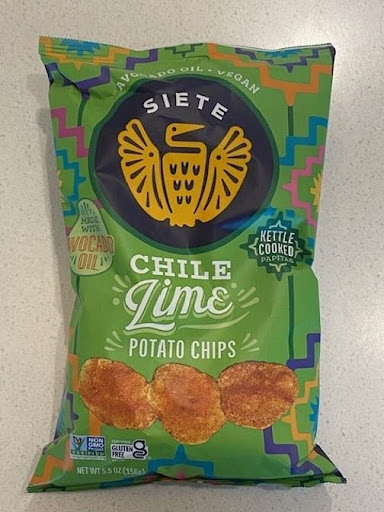 AVOCADO OIL • VEGAN
SIETE
MADE
WITH
AVOCADO
OIL
KETTLE
COOKED
PAPITAS
CHILE
Lime
POTATO CHIPS
NON
GMO
VERIFIED
GLUTEN
FREE
NET WT 5.5 OZ (156g)